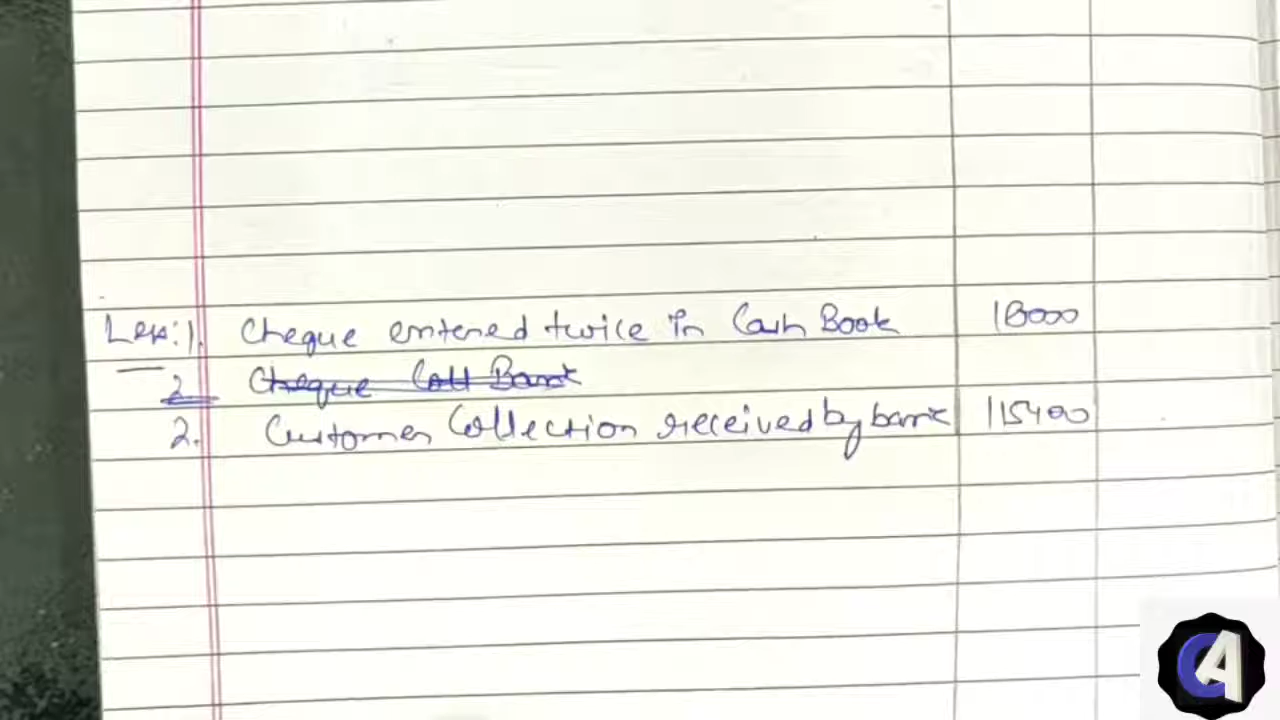 Less: 1. Cheque entered twice in Cash Book 18000
2. Cheque Coll Bank
2. Customer Collection received by bank 115400
CA